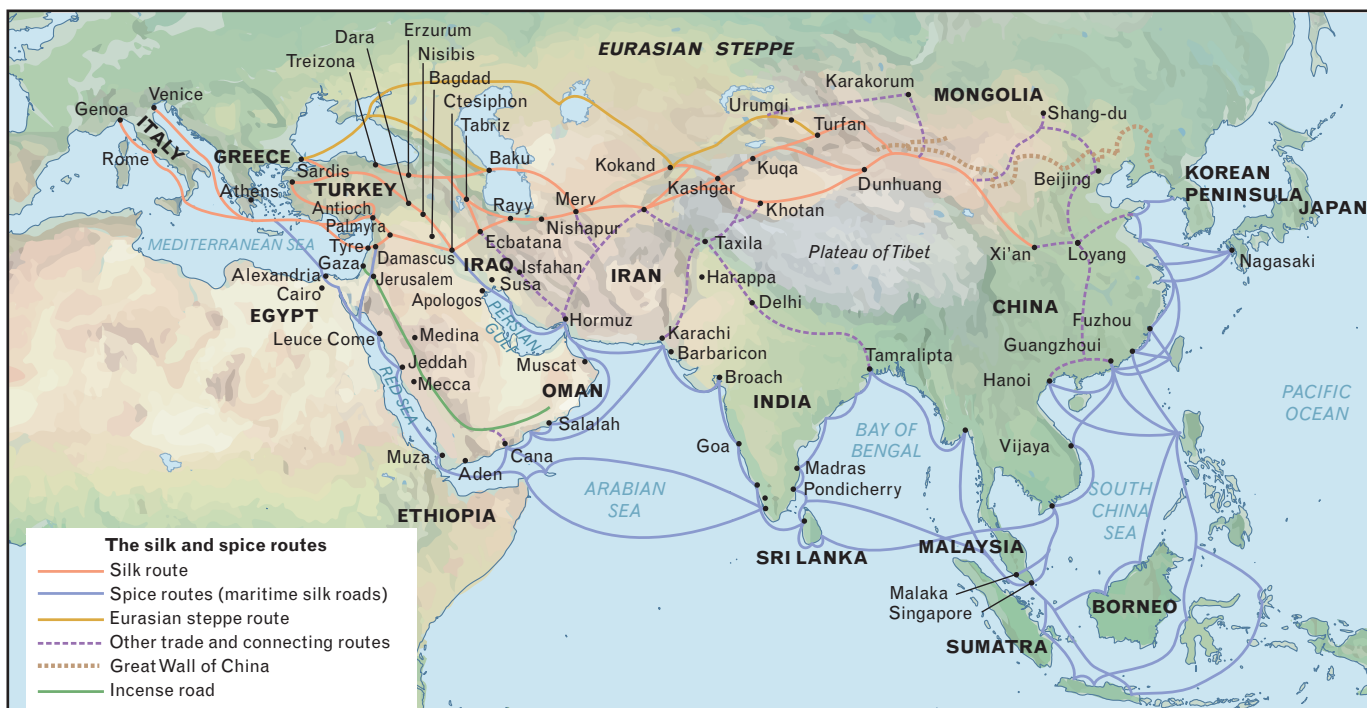 Dara
Erzurum
Treizona
Nisibis
Bagdad
Ctesiphon
Tabriz
EURASIAN STEPPE
Karakorum
MONGOLIA
Urumqi
Shang-du
Venice
Genoa
ITALY
Rome
GREECE
Sardis
Athens
TURKEY
Antioch
Palmyra
Baku
Kokand
Turfan
Kuqa
Kashgar
Dunhuang
Beijing
KOREAN
PENINSULA
JAPAN
Rayy
Merv
Nishapur
Khotan
MEDITERRANEAN SEA
Tyre
Damascus
Ecbatana
Taxila
Plateau of Tibet
Xi'an
Loyang
Nagasaki
Gaza
IRAQ
Isfahan
IRAN
Harappa
Alexandria
Jerusalem
Susa
Cairo
Apologos
Delhi
CHINA
EGYPT
Hormuz
Fuzhou
Leuce Come
Medina
PERSIAN
GULF
Karachi
Barbaricon
Guangzhoui
Tamralipta
Jeddah
Muscat
Mecca
Broach
Hanoi
OMAN
INDIA
PACIFIC
OCEAN
RED SEA
Salalah
BAY OF
BENGAL
Goa
Vijaya
Muza
Aden
Cana
Madras
Pondicherry
ARABIAN
SEA
SOUTH
CHINA
SEA
ETHIOPIA
SRI LANKA
MALAYSIA
Malaka
Singapore
BORNEO
SUMATRA
The silk and spice routes
Silk route
Spice routes (maritime silk roads)
Eurasian steppe route
Other trade and connecting routes
Great Wall of China
Incense road